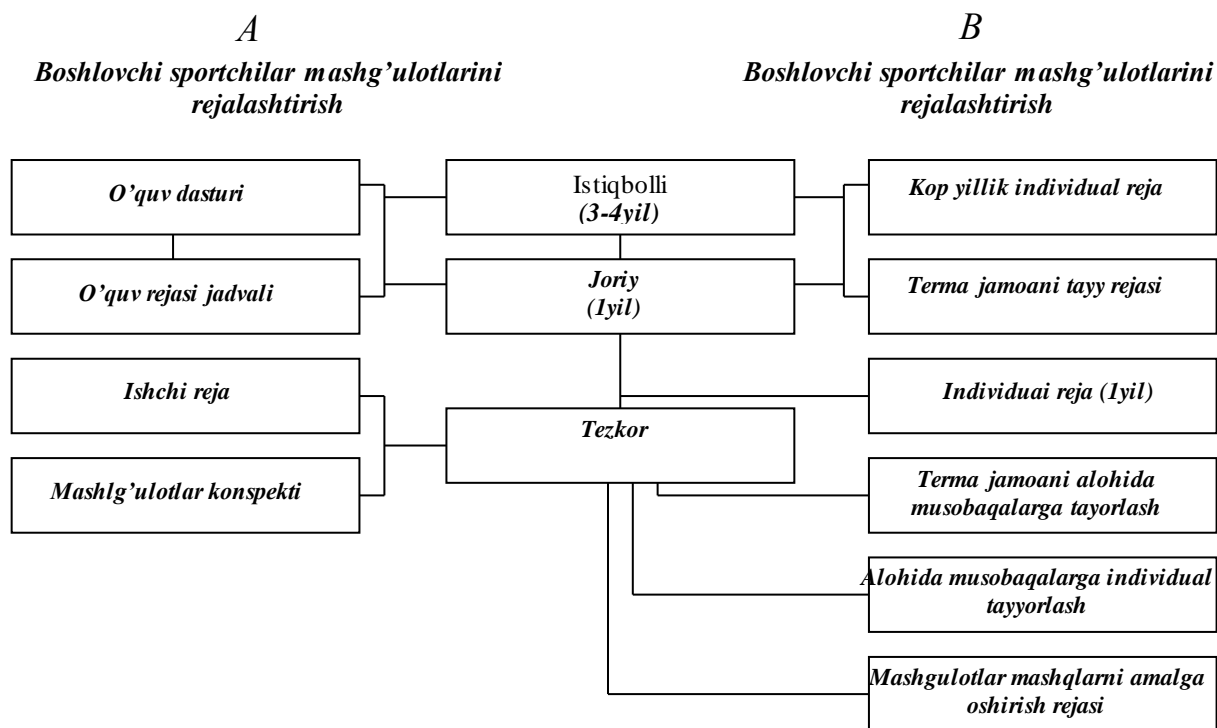 A
Boshlovchi sportchilar mashg’ulotlarini
rejalashtirish
B
Boshlovchi sportchilar mashg’ulotlarini
rejalashtirish
O’quv dasturi
Istiqbolli
(3-4yil)
Kop yillik individual reja
O’quv rejasi jadvali
Joriy
(1yil)
Terma jamoani tayy rejasi
Ishchi reja
Individuai reja (1yil)
Tezkor
Mashlg’ulotlar konspekti
Terma jamoani alohida
musobaqalarga tayorlash
Alohida musobaqalarga individual
tayyorlash
Mashgulotlar mashqlarni amalga
oshirish rejasi